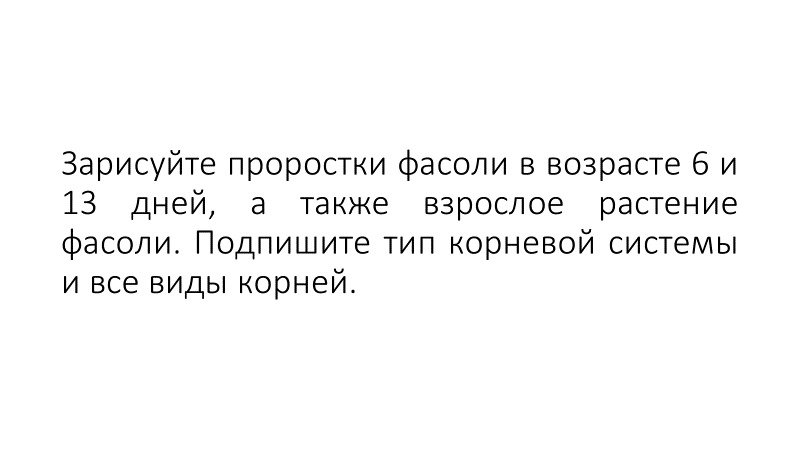 Зарисуйте проростки фасоли в возрасте 6 и
13 дней, а также взрослое растение
фасоли. Подпишите тип корневой системы
и все виды корней.